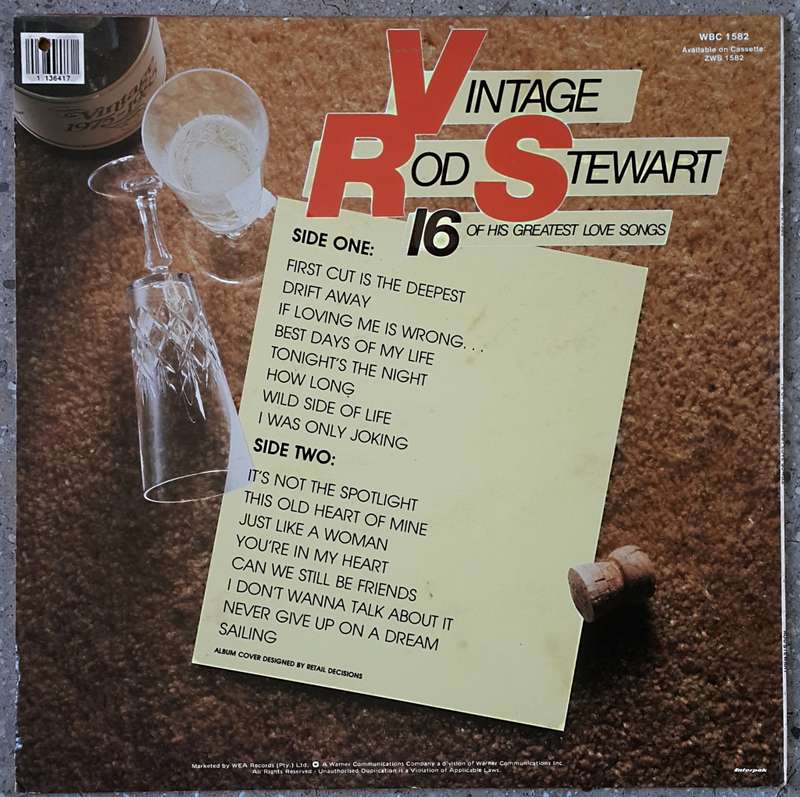 1 136417
Vintage
WBC 1582
Available on Cassette:
ZWB 1582
VINTAGE
ROD STEWART
16 OF HIS GREATEST LOVE SONGS
SIDE ONE:
FIRST CUT IS THE DEEPEST
DRIFT AWAY
IF LOVING ME IS WRONG...
BEST DAYS OF MY LIFE
TONIGHT'S THE NIGHT
HOW LONG
WILD SIDE OF LIFE
I WAS ONLY JOKING
SIDE TWO:
IT'S NOT THE SPOTLIGHT
THIS OLD HEART OF MINE
JUST LIKE A WOMAN
YOU'RE IN MY HEART
CAN WE STILL BE FRIENDS
I DON'T WANNA TALK ABOUT IT
NEVER GIVE UP ON A DREAM
SAILING
ALBUM COVER DESIGNED BY RETAIL DECISIONS
Marketed by WEA Records (Pty.) Ltd. A Warner Communications Company a division of Warner Communications Inc.
All Rights Reserved - Unauthorised Duplication is a Violation of Applicable Laws.
Interpak